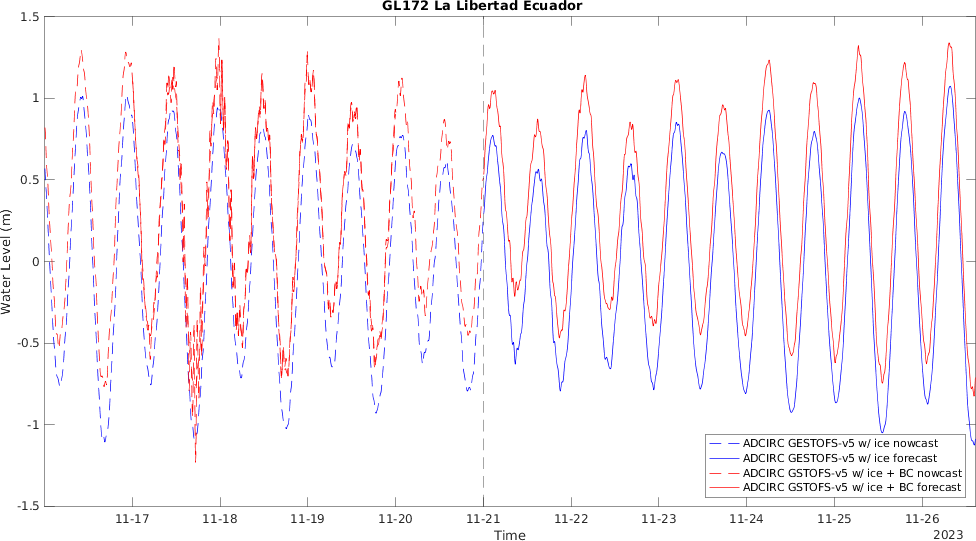 GL172 La Libertad Ecuador
1.5
1
0.5
0
-0.5
-1
-1.5
Water Level (m)
ADCIRC GESTOFS-v5 w/ ice nowcast
ADCIRC GESTOFS-v5 w/ ice forecast
ADCIRC GSTOFS-v5 w/ ice + BC nowcast
ADCIRC GSTOFS-v5 w/ ice + BC forecast
11-17 11-18 11-19 11-20 11-21 11-22 11-23 11-24 11-25 11-26
Time
2023